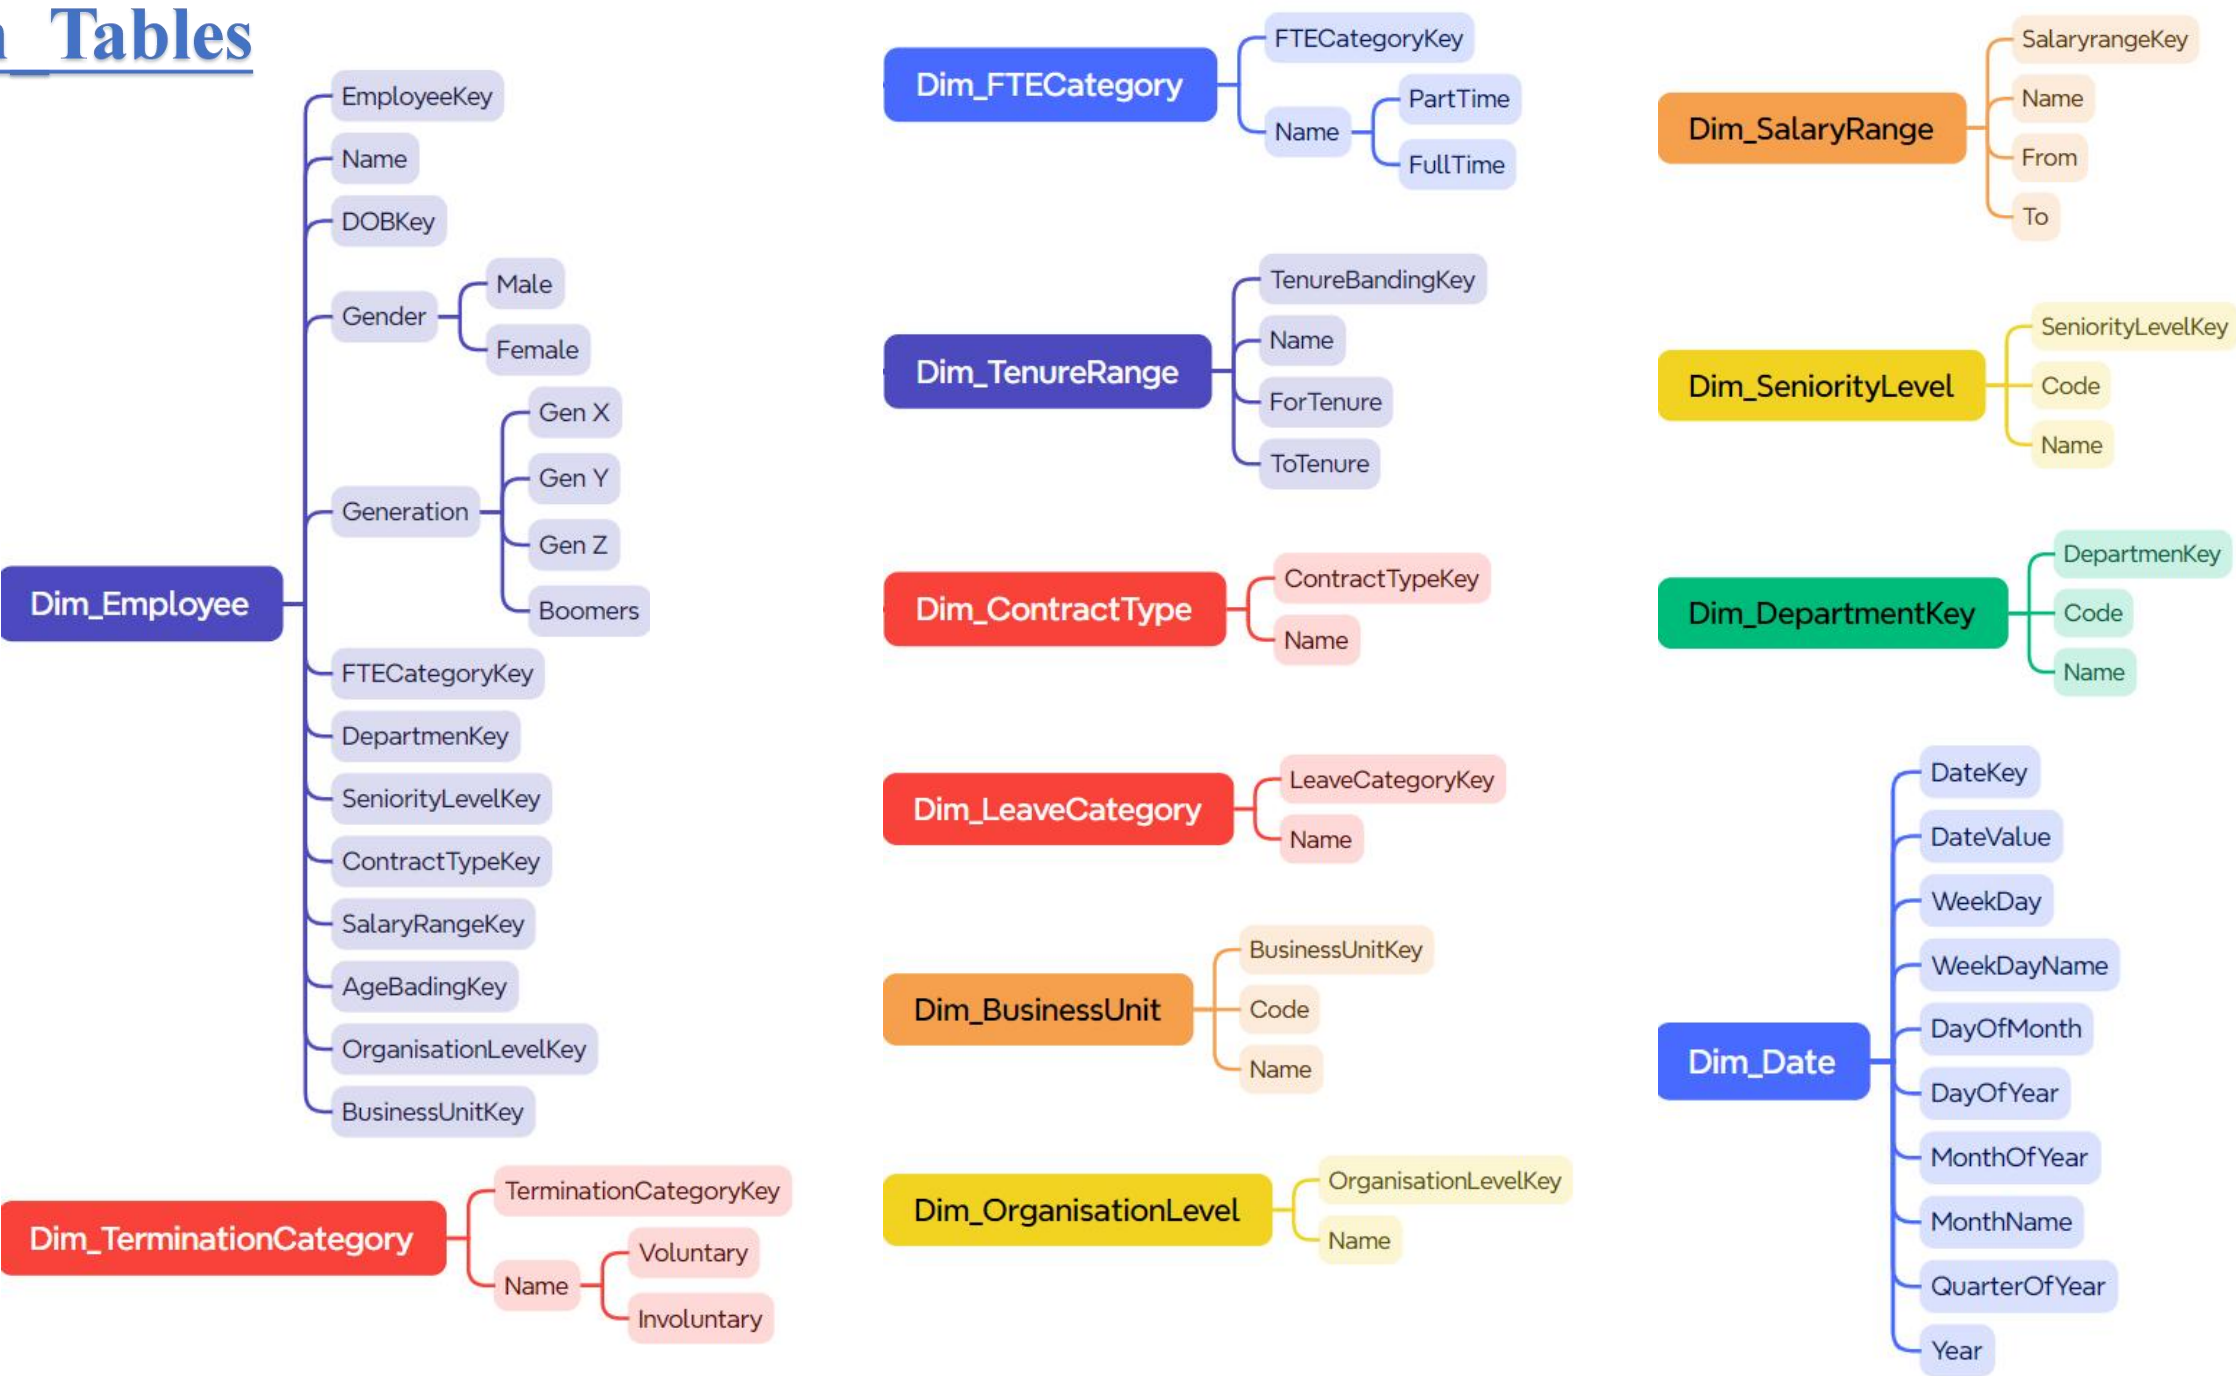 _Tables
Dim_Employee
EmployeeKey
Name
DOBKey
Gender
Male
Female
Generation
Gen X
Gen Y
Gen Z
Boomers
FTECategoryKey
DepartmenKey
SeniorityLevelKey
ContractTypeKey
SalaryRangeKey
AgeBadingKey
OrganisationLevelKey
BusinessUnitKey
Dim_TerminationCategory
TerminationCategoryKey
Name
Voluntary
Involuntary
Dim_FTECategory
FTECategoryKey
Name
PartTime
FullTime
Dim_TenureRange
TenureBandingKey
Name
ForTenure
ToTenure
Dim_ContractType
ContractTypeKey
Name
Dim_LeaveCategory
LeaveCategoryKey
Name
Dim_BusinessUnit
BusinessUnitKey
Code
Name
Dim_OrganisationLevel
OrganisationLevelKey
Name
Dim_SalaryRange
SalaryrangeKey
Name
From
To
Dim_SeniorityLevel
SeniorityLevelKey
Code
Name
Dim_DepartmentKey
DepartmenKey
Code
Name
Dim_Date
DateKey
DateValue
WeekDay
WeekDayName
DayOfMonth
DayOfYear
MonthOfYear
MonthName
QuarterOfYear
Year